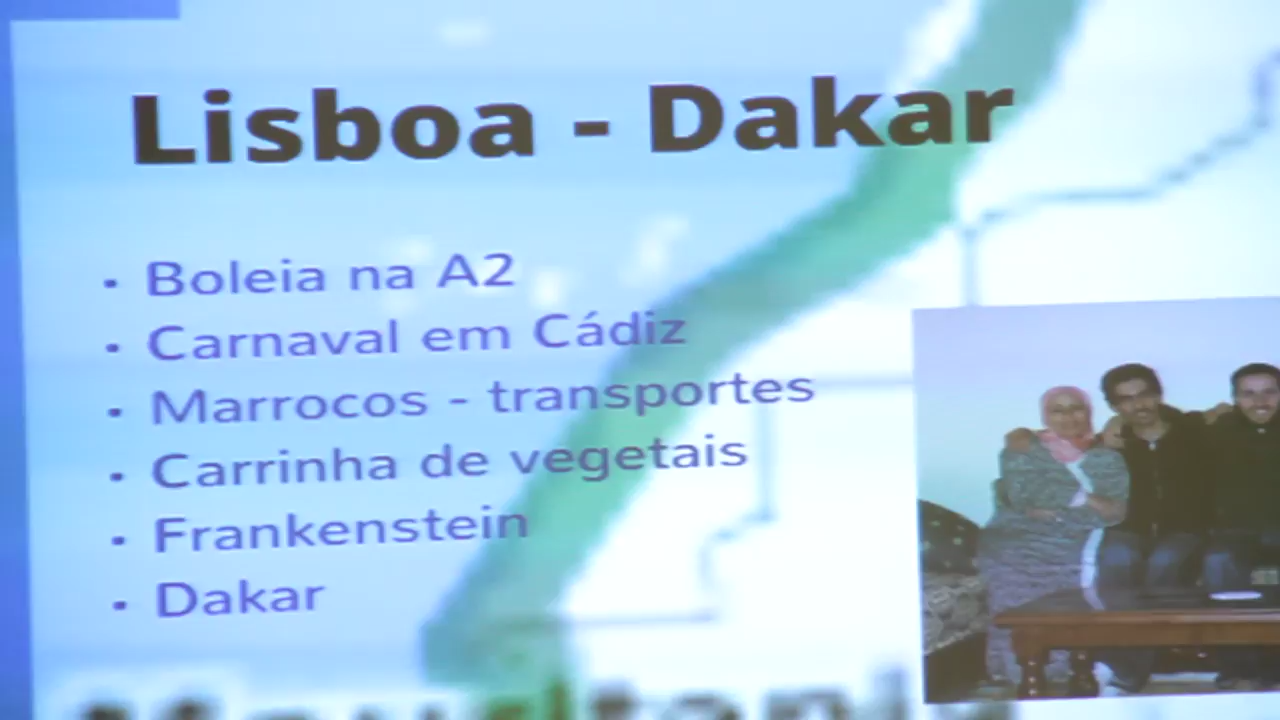 Lisboa - Dakar
• Boleia na A2
• Carnaval em Cádiz
• Marrocos - transportes
• Carrinha de vegetais
• Frankenstein
• Dakar